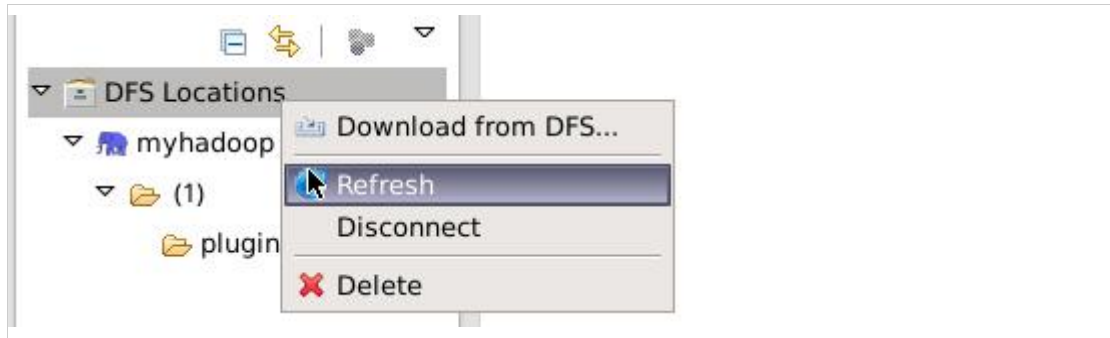 DFS Locations
Download from DFS...
myhadoop
Refresh
(1)
Disconnect
plugin
Delete